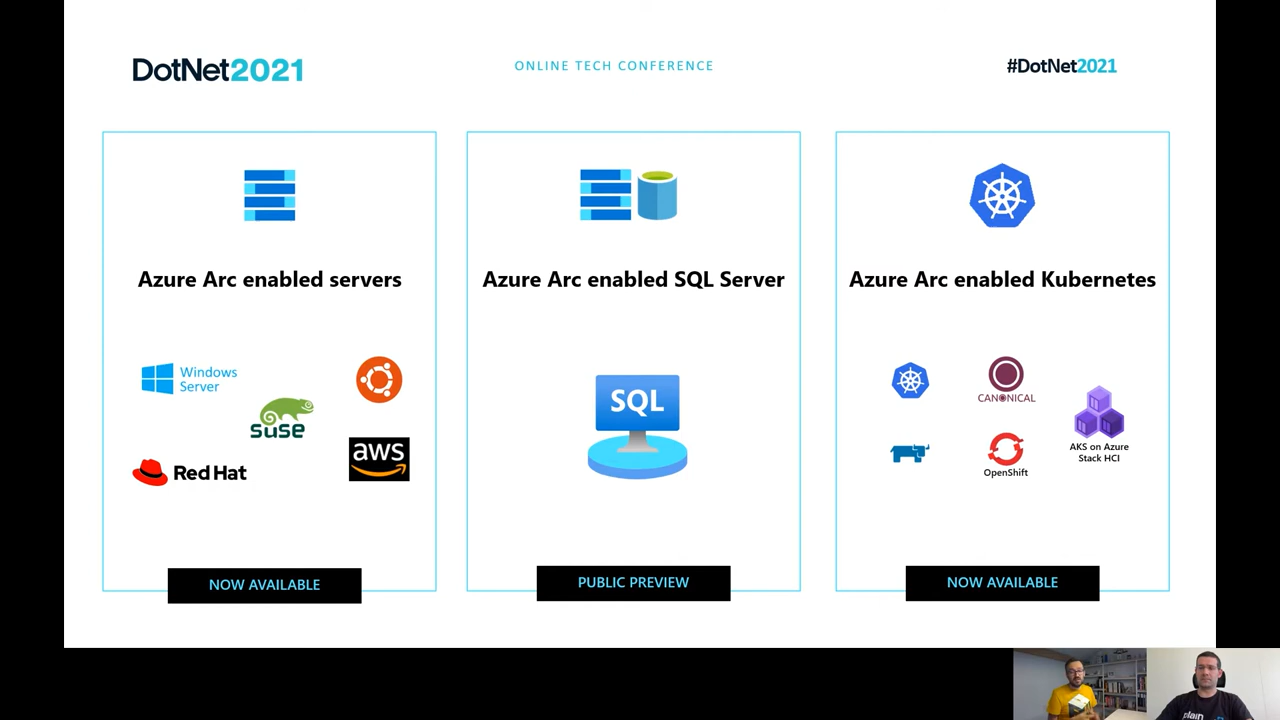 DotNet2021
ONLINE TECH CONFERENCE
#DotNet2021
Azure Arc enabled servers
Windows
Server
SUSE
Red Hat
aws
NOW AVAILABLE
Azure Arc enabled SQL Server
SQL
PUBLIC PREVIEW
Azure Arc enabled Kubernetes
CANONICAL
OpenShift
AKS on Azure
Stack HCI
NOW AVAILABLE
plain